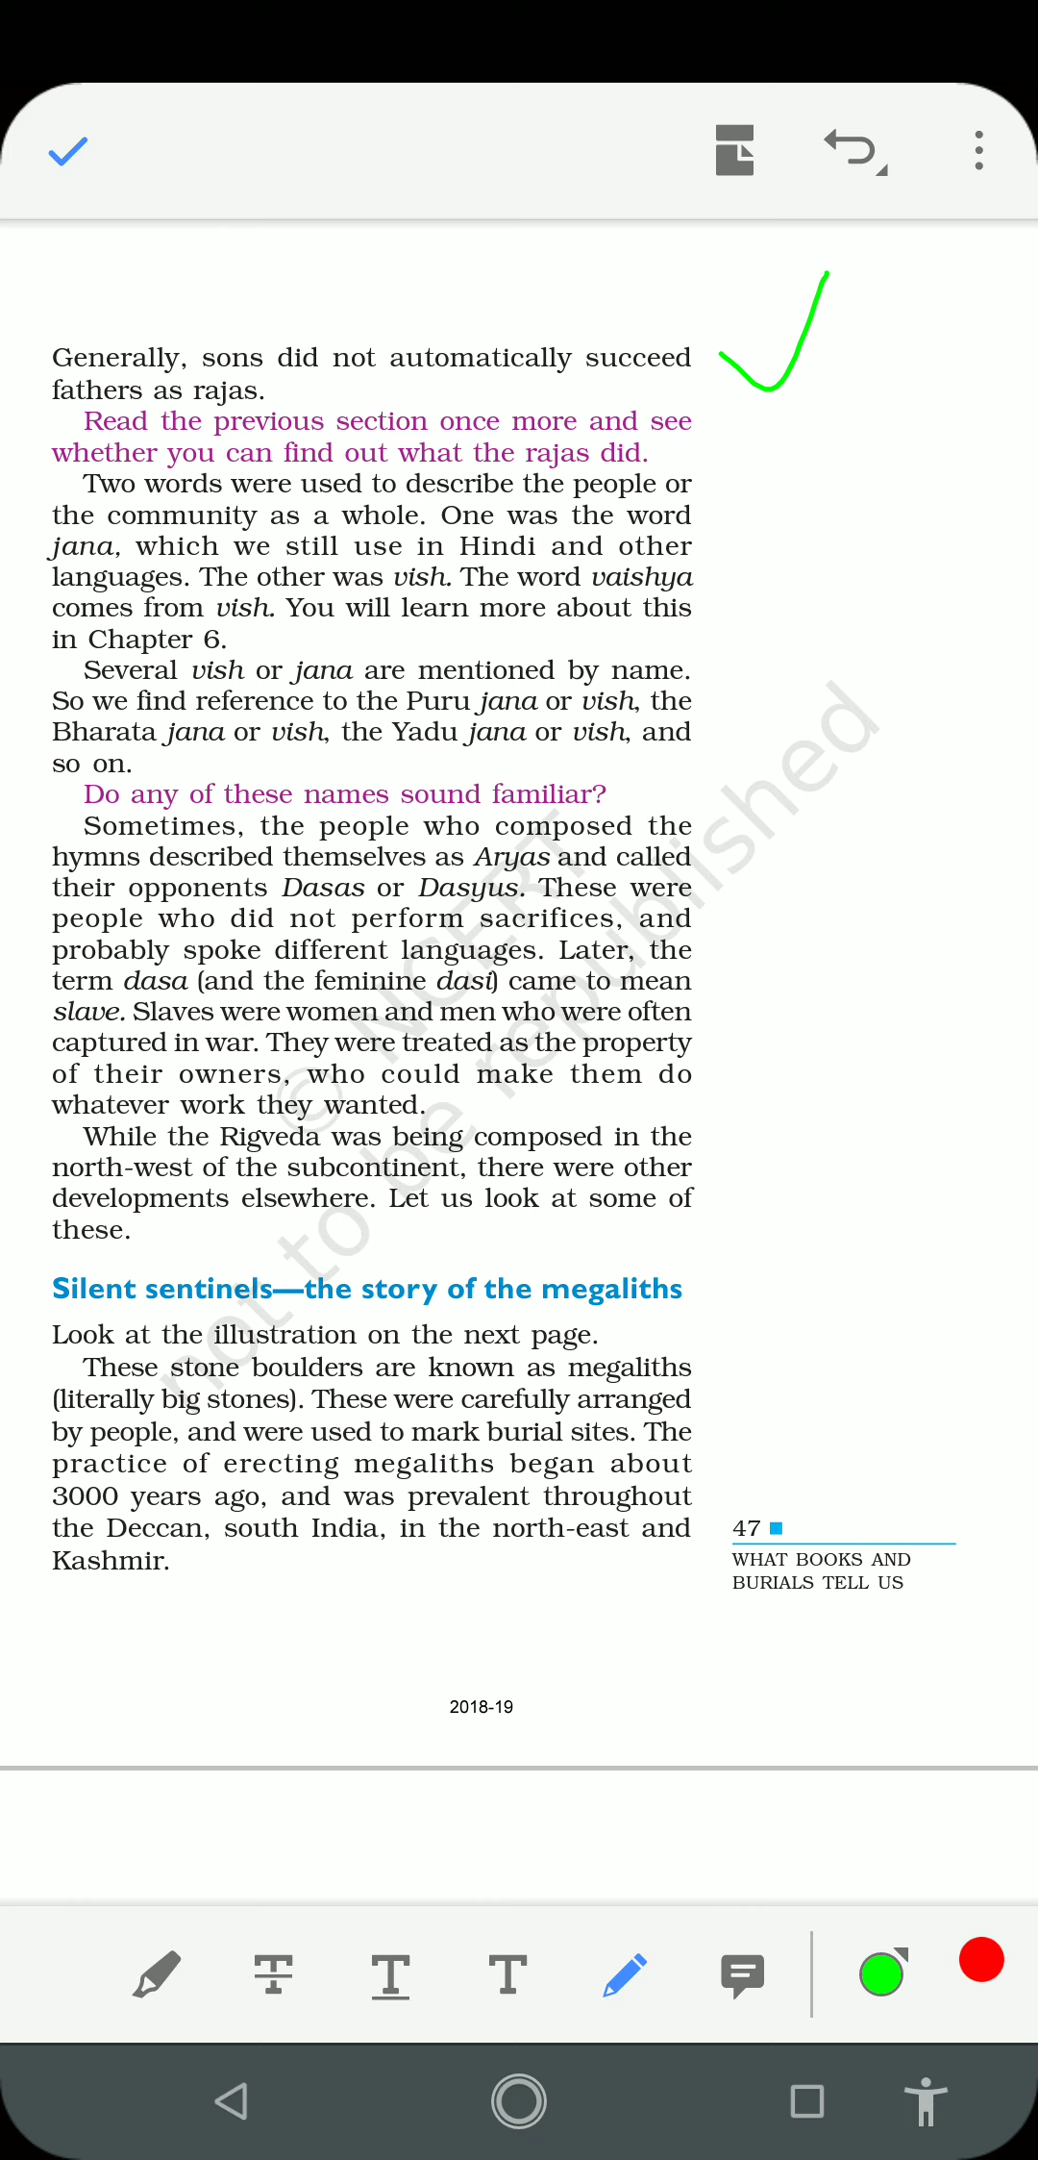 Generally, sons did not automatically succeed
fathers as rajas.
Read the previous section once more and see
whether you can find out what the rajas did.
Two words were used to describe the people or
the community as a whole. One was the word
jana, which we still use in Hindi and other
languages. The other was vish. The word vaishya
comes from vish. You will learn more about this
in Chapter 6.
Several vish or jana are mentioned by name.
So we find reference to the Puru jana or vish, the
Bharata jana or vish, the Yadu jana or vish, and
so on.
Do any of these names sound familiar?
Sometimes, the people who composed the
hymns described themselves as Aryas and called
their opponents Dasas or Dasyus. These were
people who did not perform sacrifices, and
probably spoke different languages. Later, the
term dasa (and the feminine dasi) came to mean
slave. Slaves were women and men who were often
captured in war. They were treated as the property
of their owners, who could make them do
whatever work they wanted.
While the Rigveda was being composed in the
north-west of the subcontinent, there were other
developments elsewhere. Let us look at some of
these.
Silent sentinels—the story of the megaliths
Look at the illustration on the next page.
These stone boulders are known as megaliths
(literally big stones). These were carefully arranged
by people, and were used to mark burial sites. The
practice of erecting megaliths began about
3000 years ago, and was prevalent throughout
the Deccan, south India, in the north-east and
Kashmir.
47
WHAT BOOKS AND
BURIALS TELL US
2018-19
© NCERT
not to be republished